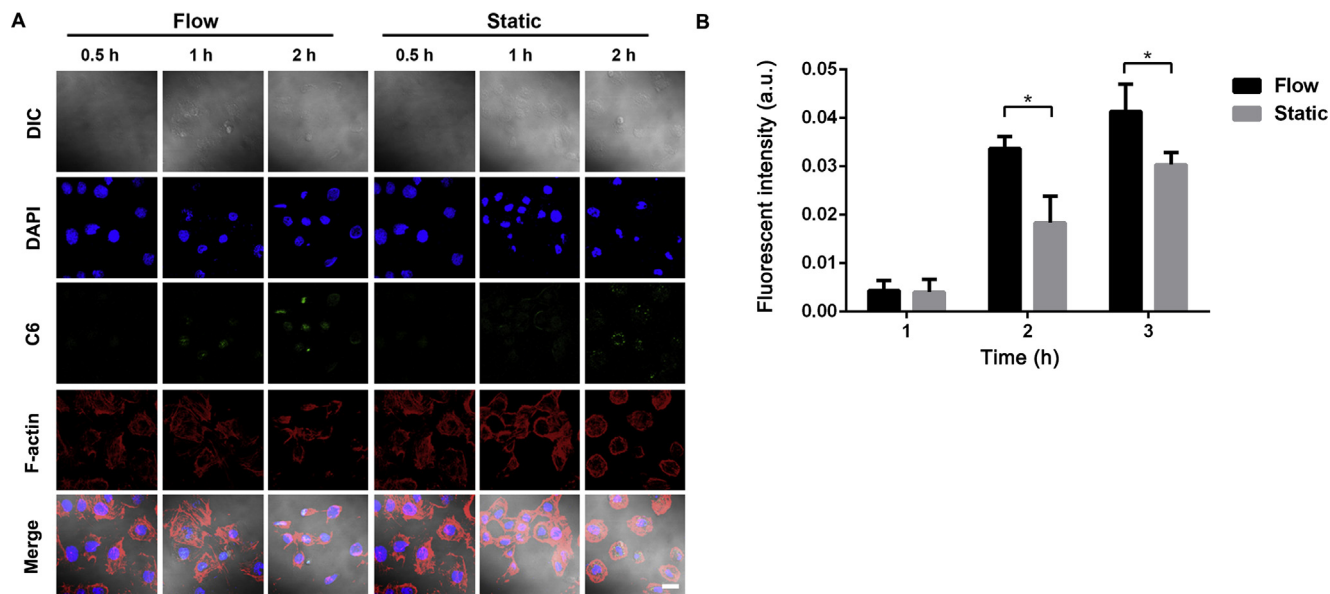 A
Flow Static
0.5 h 1 h 2 h 0.5 h 1 h 2 h
DIC
DAPI
C6
F-actin
Merge
B
Fluorescent intensity (a.u.)
0.05
0.04
0.03
0.02
0.01
0.00
* *
1 2 3
Time (h)
Flow
Static